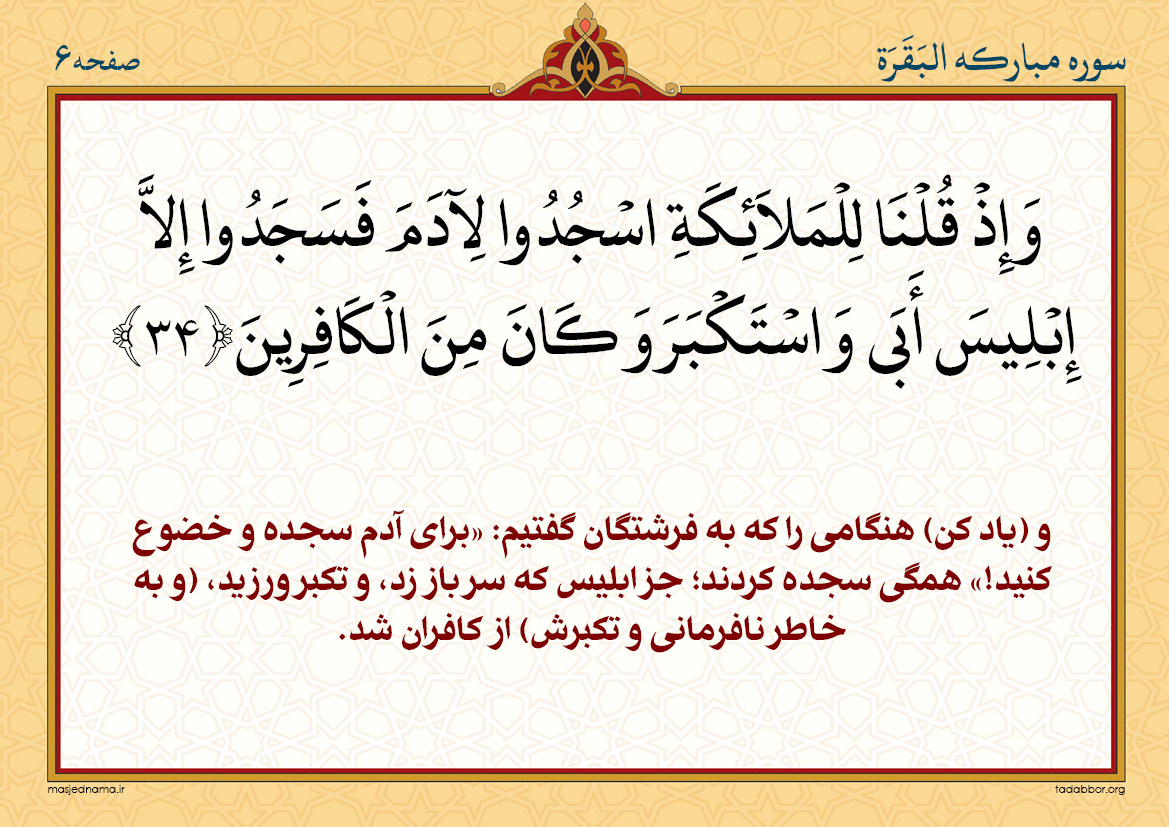 سوره مبارکه البَقَرَة
صفحه۶
وَإِذْ قُلْنَا لِلْمَلاَئِكَةِ اسْجُدُوا لِآدَمَ فَسَجَدُوا إِلاَّ
إِبْلِيسَ أَبَى وَ اسْتَكْبَرَ وَ كَانَ مِنَ الْكَافِرِينَ ﴿۳۴﴾
و (یاد کن) هنگامی را که به فرشتگان گفتیم: «برای آدم سجده و خضوع
کنید!» همگی سجده کردند؛ جز ابلیس که سر باز زد، و تکبر ورزید، (و به
خاطر نافرمانی و تکبرش) از کافران شد.
masjednama.ir
tadabbor.org